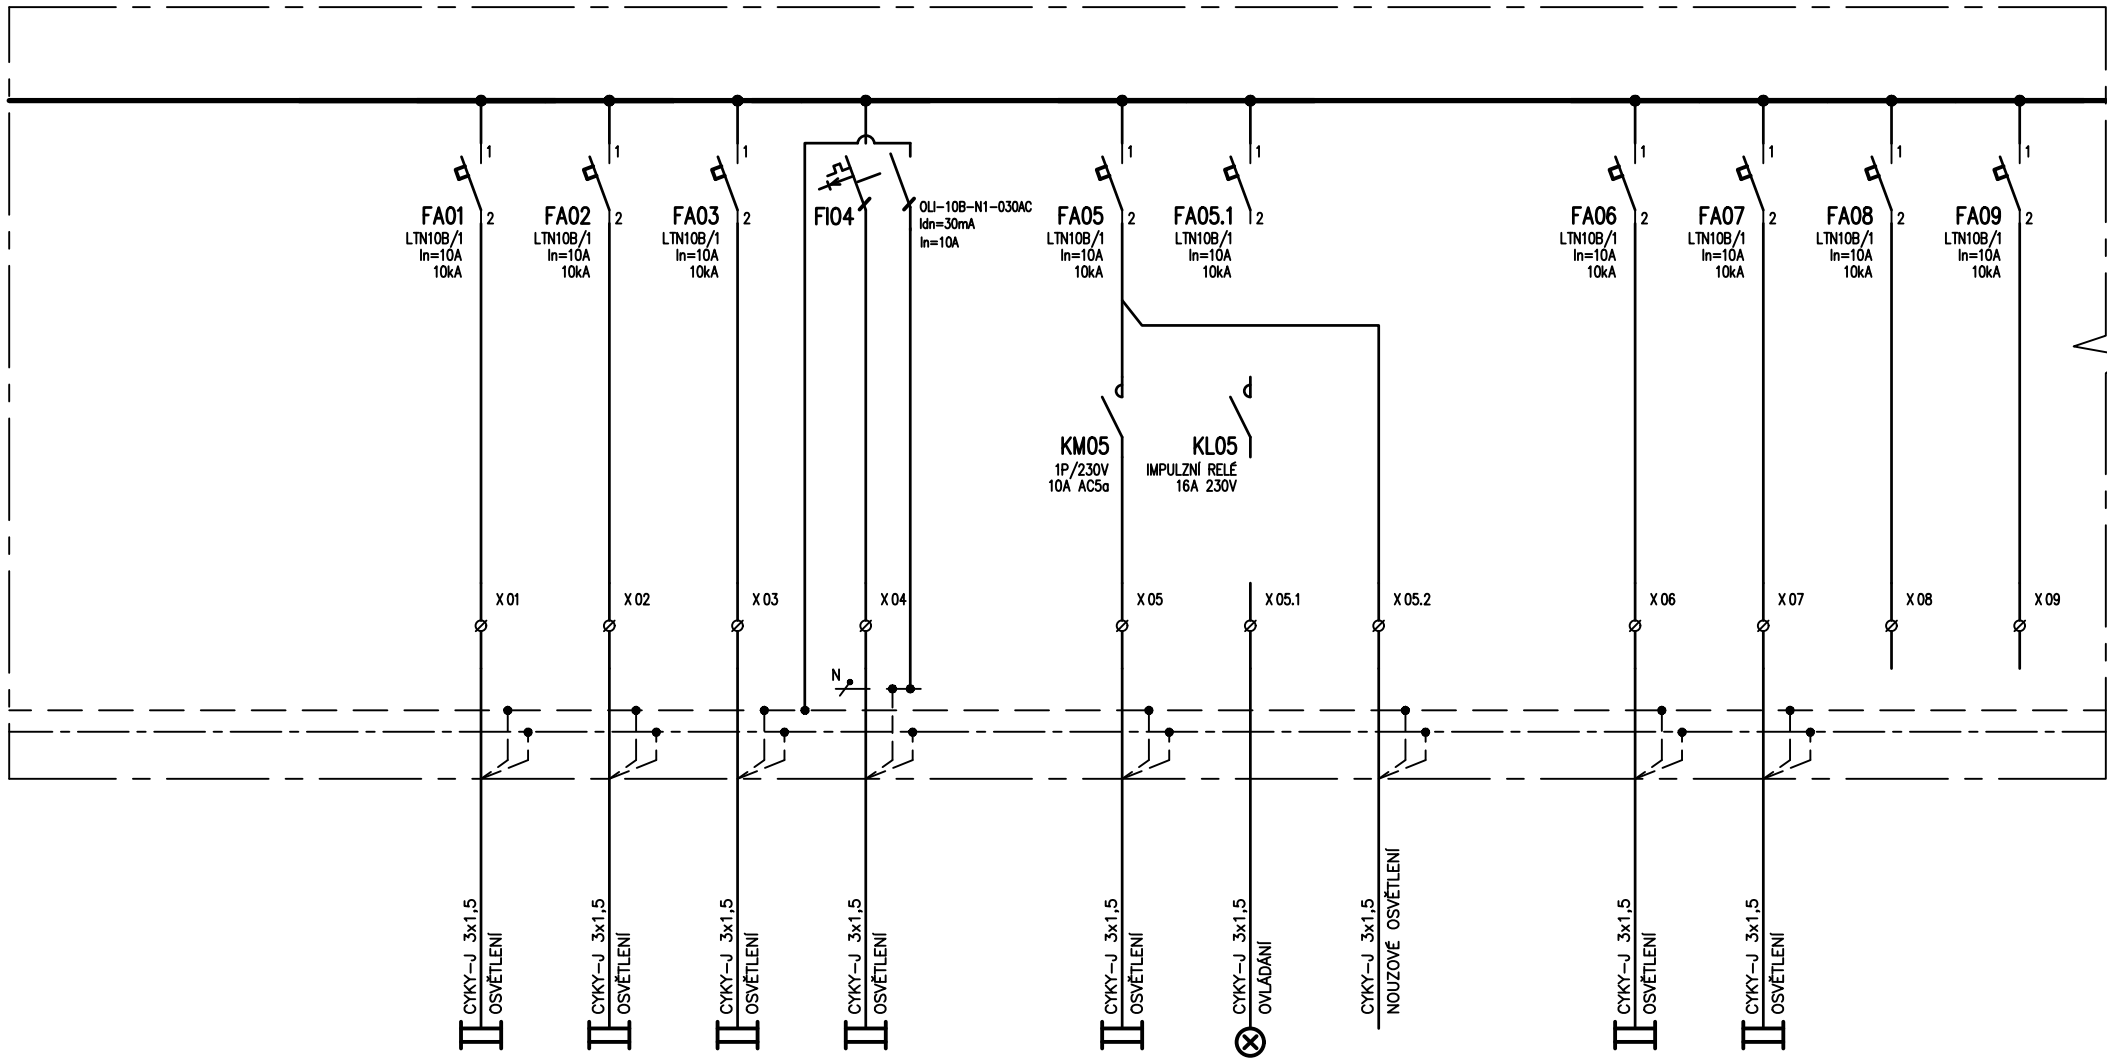 1
1
1
1
1
1
1
1
1
FA01
2
LTN10B/1
In=10A
10kA
FA02
2
LTN10B/1
In=10A
10kA
FA03
2
LTN10B/1
In=10A
10kA
FI04
OLI-10B-N1-030AC
Idn=30mA
In=10A
FA05
2
LTN10B/1
In=10A
10kA
FA05.1
2
LTN10B/1
In=10A
10kA
FA06
2
LTN10B/1
In=10A
10kA
FA07
2
LTN10B/1
In=10A
10kA
FA08
2
LTN10B/1
In=10A
10kA
FA09
2
LTN10B/1
In=10A
10kA
KM05
1P/230V
10A AC5a
KL05
IMPULZNÍ RELÉ
16A 230V
X 01
X 02
X 03
X 04
X 05
X 05.1
X 05.2
X 06
X 07
X 08
X 09
N
CYKY-J 3x1,5
OSVĚTLENÍ
CYKY-J 3x1,5
OSVĚTLENÍ
CYKY-J 3x1,5
OSVĚTLENÍ
CYKY-J 3x1,5
OSVĚTLENÍ
CYKY-J 3x1,5
OSVĚTLENÍ
CYKY-J 3x1,5
OVLÁDÁNÍ
CYKY-J 3x1,5
NOUZOVÉ OSVĚTLENÍ
CYKY-J 3x1,5
OSVĚTLENÍ
CYKY-J 3x1,5
OSVĚTLENÍ